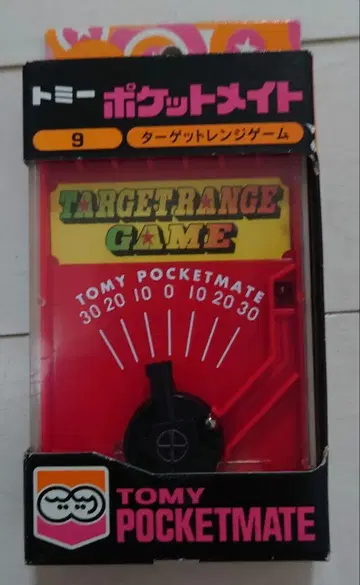 トミー ポケットメイト
9 ターゲットレンジゲーム
TARGET-RANGE
GAME
TOMY POCKETMATE
30 20 10 0 10 20 30
TOMY
POCKETMATE